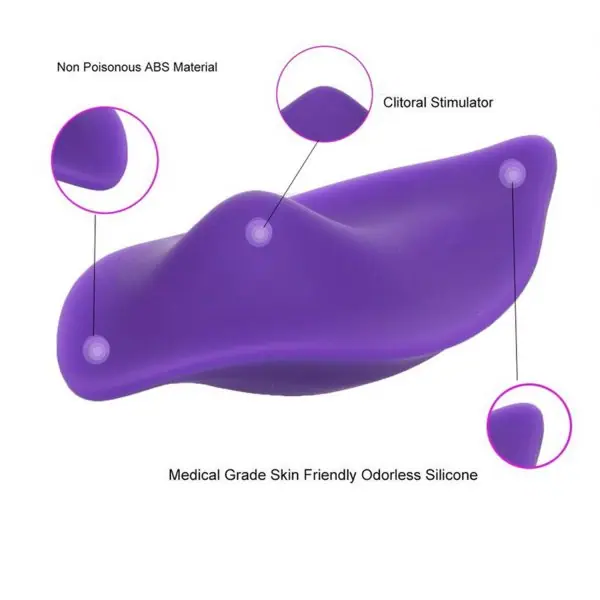 Non Poisonous ABS Material
Clitoral Stimulator
Medical Grade Skin Friendly Odorless Silicone